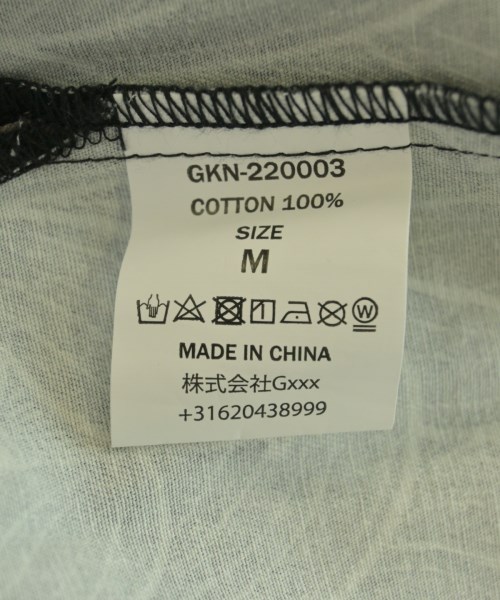 GKN-220003
COTTON 100%
SIZE
M
W
MADE IN CHINA
株式会社Gxxx
+31620438999